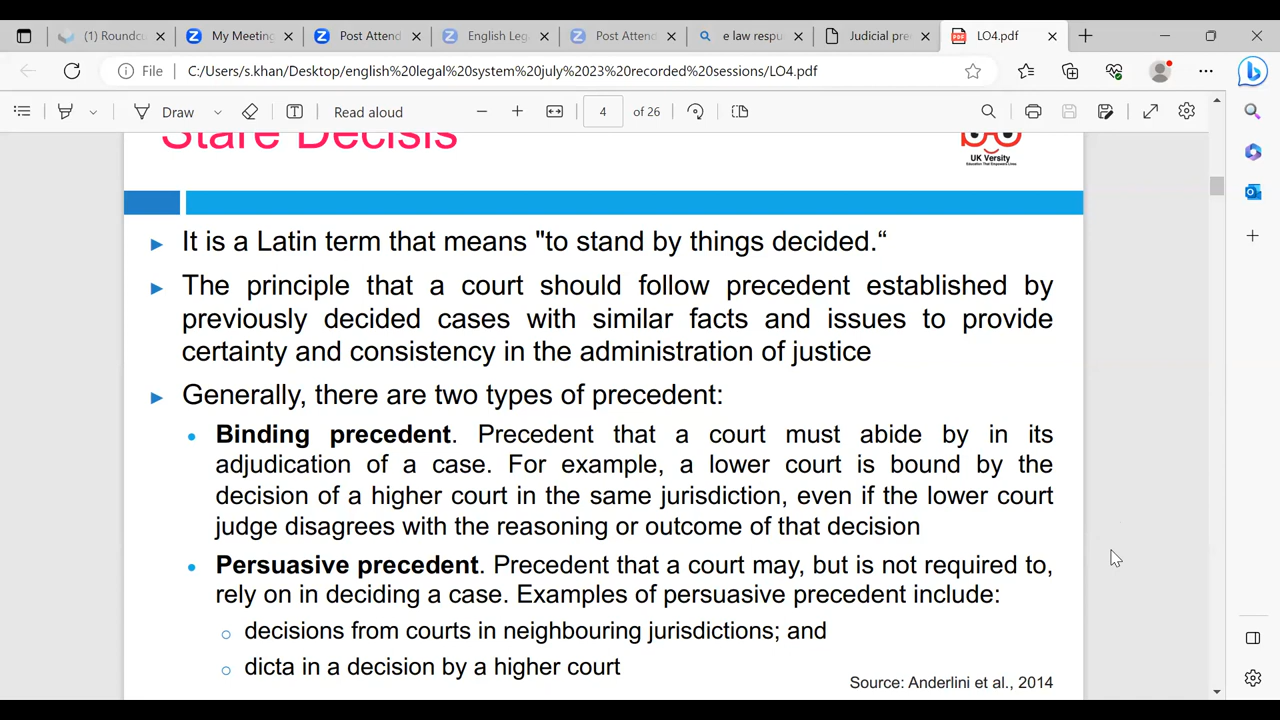 (1) Roundcu
My Meeting
Post Attend
English Leg
Post Attend
e law respu
Judicial pre
LO4.pdf
File
C:/Users/s.khan/Desktop/english%20legal%20system%20july%2023%20recorded%20sessions/LO4.pdf
Draw
Read aloud
4
of 26
Stare Decisis
UK Versity
Education That Empowers Lives
It is a Latin term that means "to stand by things decided.“
The principle that a court should follow precedent established by
previously decided cases with similar facts and issues to provide
certainty and consistency in the administration of justice
Generally, there are two types of precedent:
Binding precedent. Precedent that a court must abide by in its
adjudication of a case. For example, a lower court is bound by the
decision of a higher court in the same jurisdiction, even if the lower court
judge disagrees with the reasoning or outcome of that decision
Persuasive precedent. Precedent that a court may, but is not required to,
rely on in deciding a case. Examples of persuasive precedent include:
decisions from courts in neighbouring jurisdictions; and
dicta in a decision by a higher court
Source: Anderlini et al., 2014